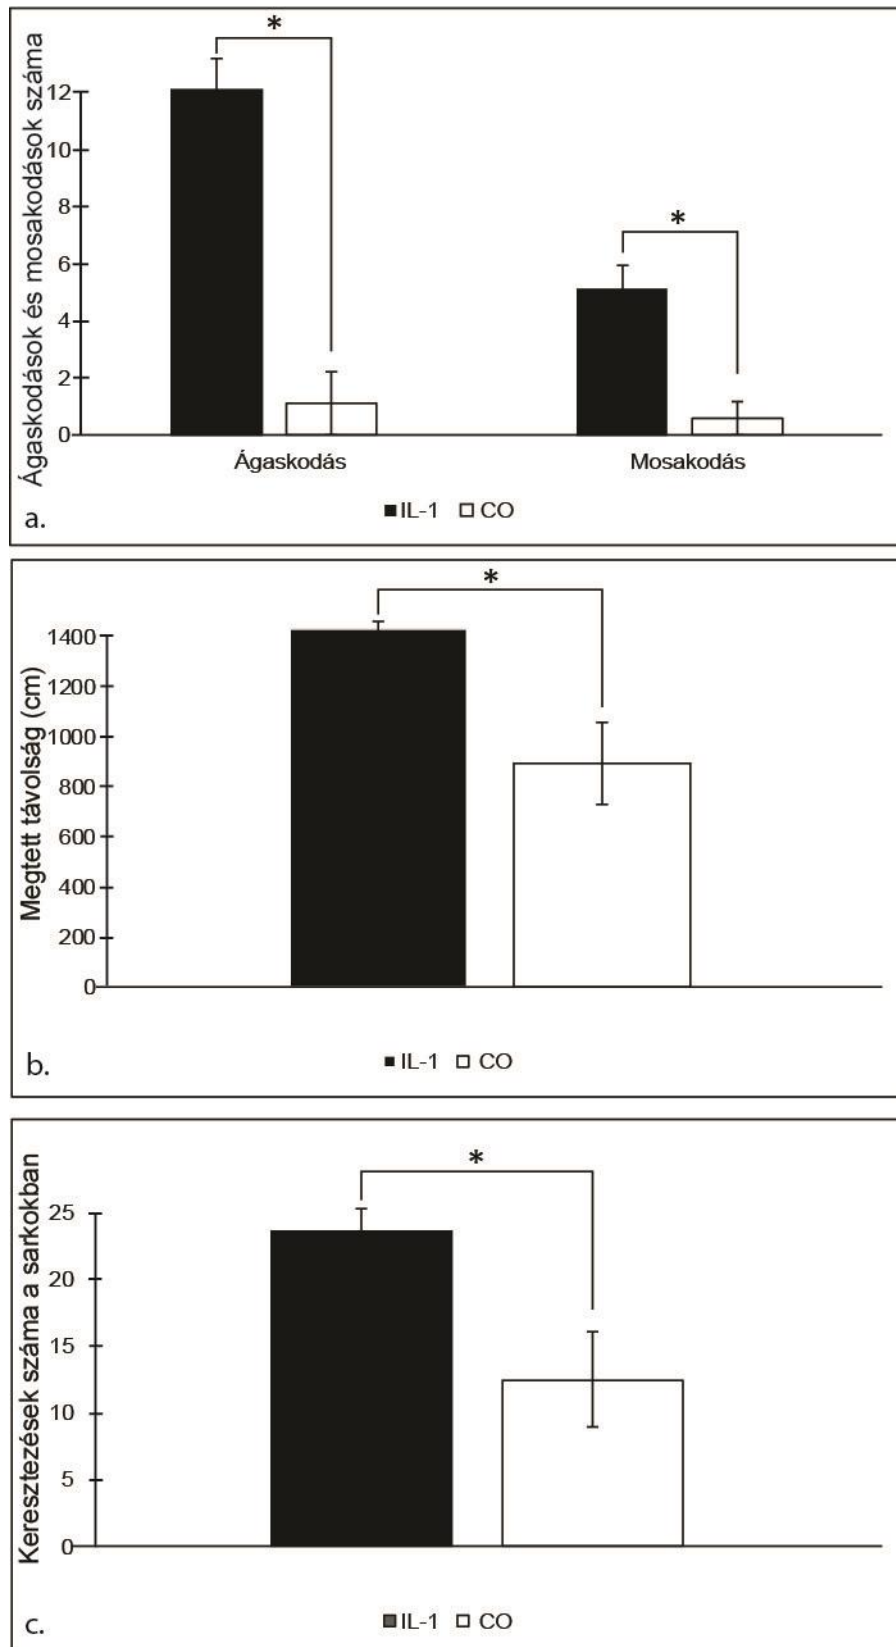 *
*
Ágaskodások és mosakodások száma
12
10
8
6
4
2
0
Ágaskodás
Mosakodás
IL-1 CO
a.
*
Megtett távolság (cm)
1400
1200
1000
800
600
400
200
0
IL-1 CO
b.
*
Keresztezések száma a sarkokban
25
20
15
10
5
0
IL-1 CO
c.